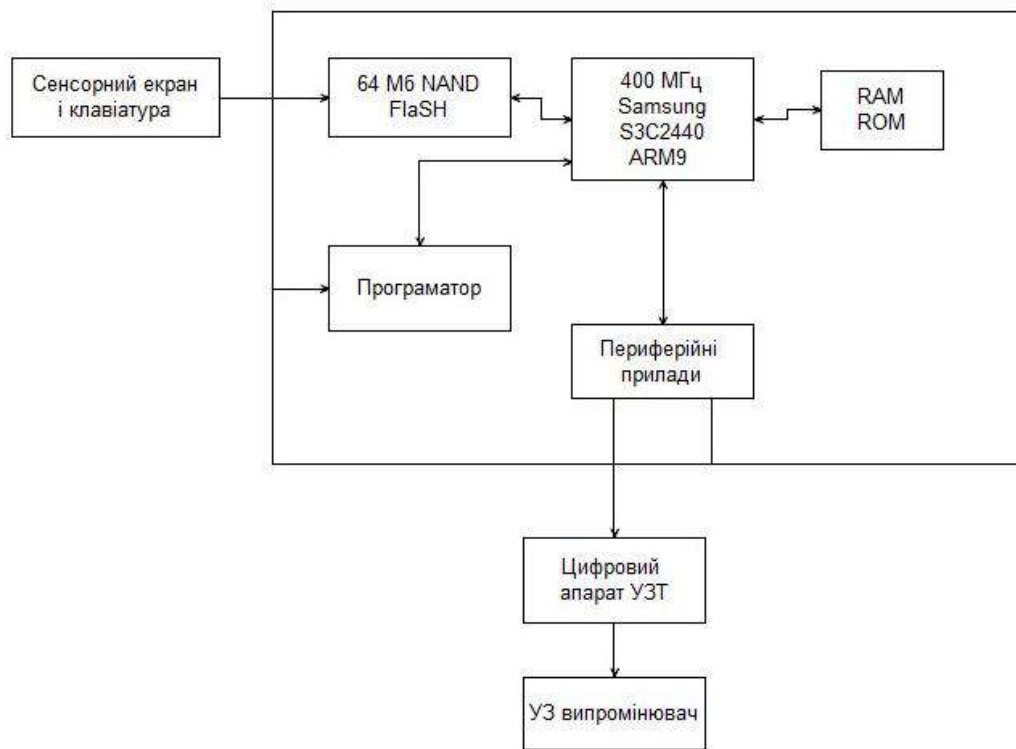 Сенсорний екран
і клавіатура
64 Мб NAND
FlaSH
400 МГц
Samsung
S3C2440
ARM9
RAM
ROM
Програматор
Периферійні
прилади
Цифровий
апарат УЗТ
УЗ випромінювач